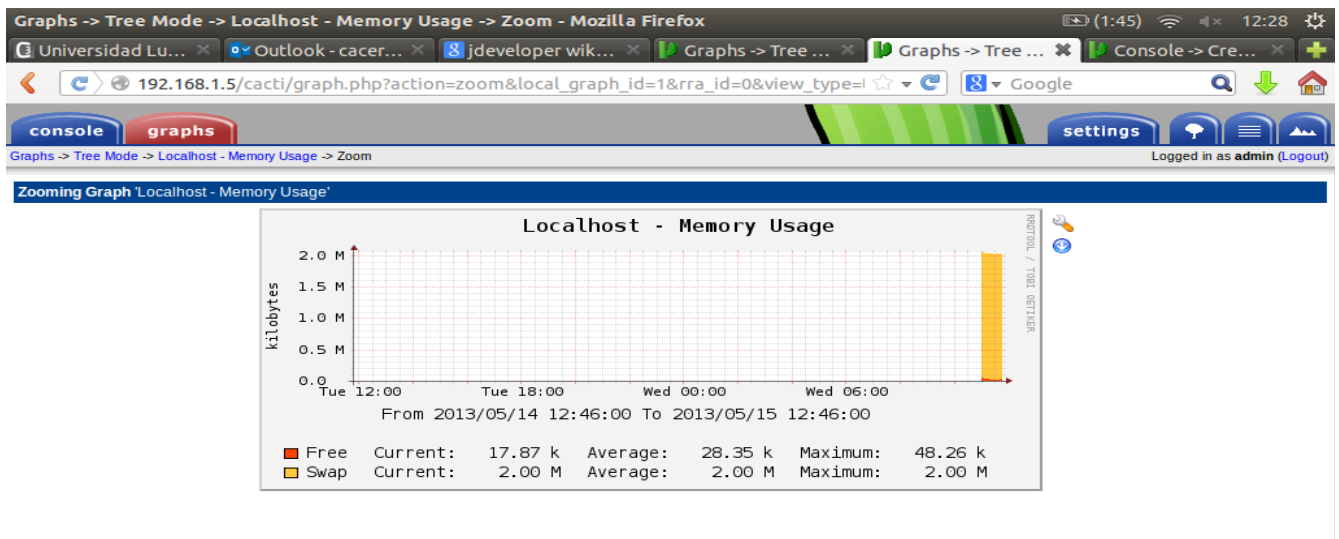 Graphs -> Tree Mode -> Localhost - Memory Usage -> Zoom - Mozilla Firefox (1:45) 12:28
Universidad Lu... Outlook - cacer... jdeveloper wik... Graphs -> Tree ... Graphs -> Tree ... Console -> Cre...
192.168.1.5/cacti/graph.php?action=zoom&local_graph_id=1&rra_id=0&view_type= Google
console graphs settings
Graphs -> Tree Mode -> Localhost - Memory Usage -> Zoom Logged in as admin (Logout)
Zooming Graph 'Localhost - Memory Usage'
Localhost - Memory Usage
RRDTOOL / TOBI OETIKER
kilobytes
2.0 M
1.5 M
1.0 M
0.5 M
0.0
Tue 12:00 Tue 18:00 Wed 00:00 Wed 06:00
From 2013/05/14 12:46:00 To 2013/05/15 12:46:00
Free Current: 17.87 k Average: 28.35 k Maximum: 48.26 k
Swap Current: 2.00 M Average: 2.00 M Maximum: 2.00 M